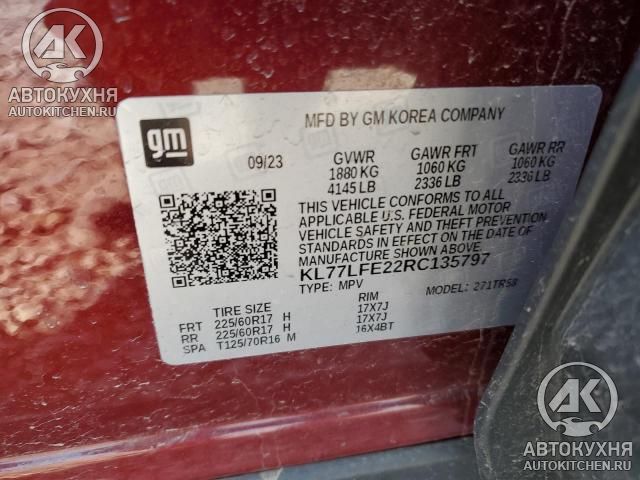 АВТОКУХНЯ
AUTOKITCHEN.RU
gm
MFD BY GM KOREA COMPANY
09/23 GVWR GAWR FRT GAWR RR
1880 KG 1060 KG 1060 KG
4145 LB 2336 LB 2336 LB
THIS VEHICLE CONFORMS TO ALL
APPLICABLE U.S. FEDERAL MOTOR
VEHICLE SAFETY AND THEFT PREVENTION
STANDARDS IN EFFECT ON THE DATE OF
MANUFACTURE SHOWN ABOVE.
KL77LFE22RC135797
TYPE: MPV MODEL: 271TR58
TIRE SIZE RIM
FRT 225/60R17 H 17X7J
RR 225/60R17 H 17X7J
SPA T125/70R16 M 16X4BT
AK
АВТОКУХНЯ
AUTOKITCHEN.RU